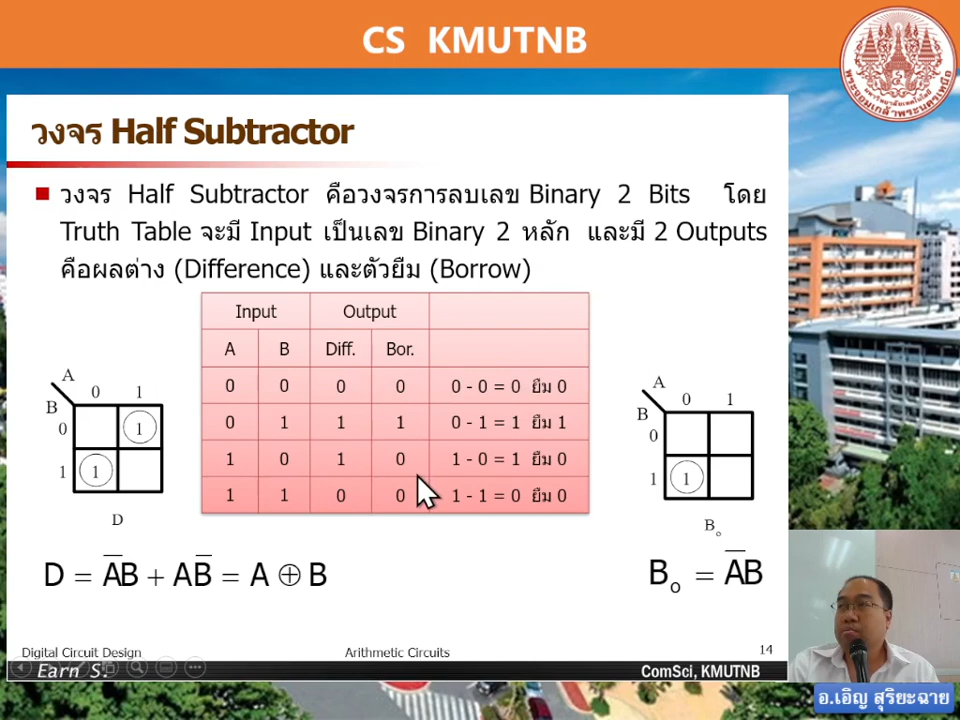 CS KMUTNB
วงจร Half Subtractor
วงจร Half Subtractor คือวงจรการลบเลข Binary 2 Bits โดย
Truth Table จะมี Input เป็นเลข Binary 2 หลัก และมี 2 Outputs
คือผลต่าง (Difference) และตัวยืม (Borrow)
Input Output
A B Diff. Bor.
0 0 0 0 0 - 0 = 0 ยืม 0
0 1 1 1 0 - 1 = 1 ยืม 1
1 0 1 0 1 - 0 = 1 ยืม 0
1 1 0 0 1 - 1 = 0 ยืม 0
A
0 1
B
0 1
1 1
D
A
0 1
B
0
1 1
Bₒ
D = A̅B + AB̅ = A ⊕ B
Bₒ = A̅B
Digital Circuit Design Arithmetic Circuits 14
Earn S. ComSci, KMUTNB
อ.เอิญ สุริยะฉาย